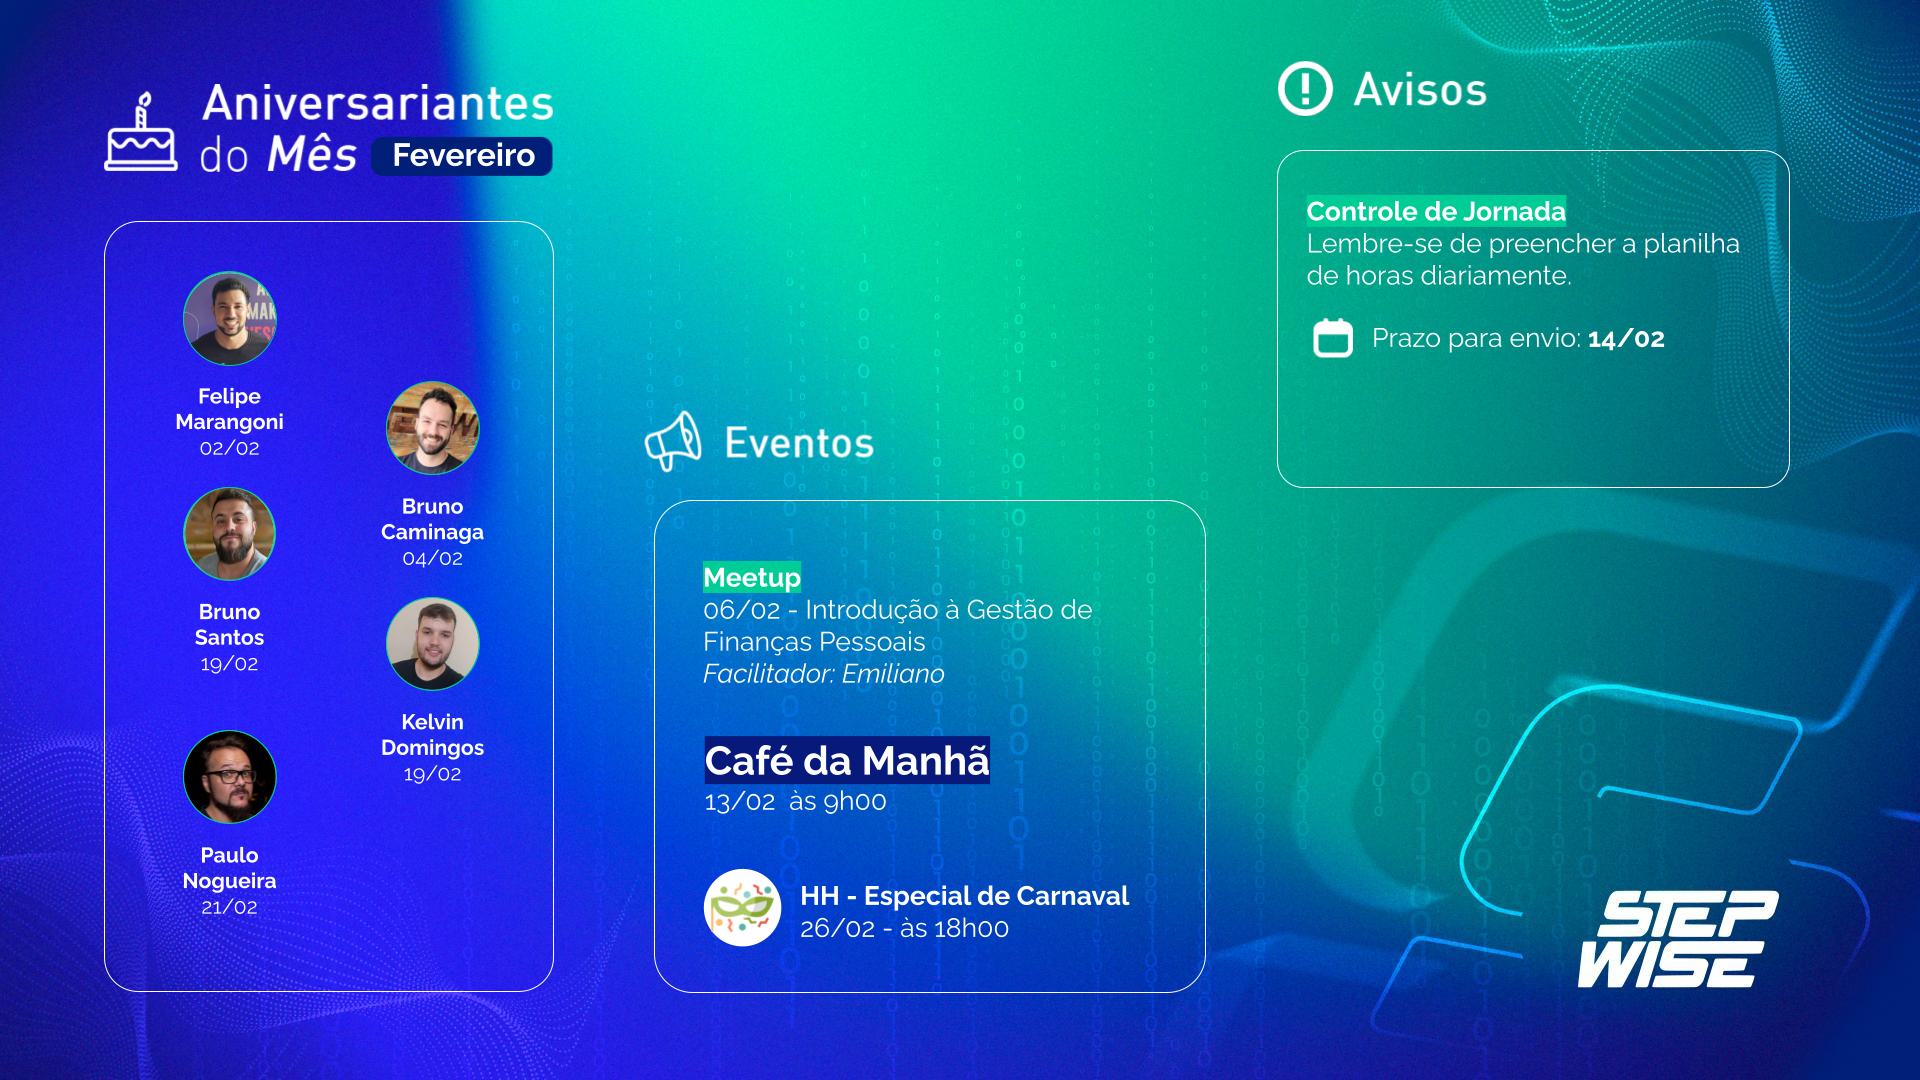 Aniversariantes
do Mês Fevereiro
Felipe
Marangoni
02/02
Bruno
Caminaga
04/02
Bruno
Santos
19/02
Kelvin
Domingos
19/02
Paulo
Nogueira
21/02
Eventos
Meetup
06/02 - Introdução à Gestão de
Finanças Pessoais
Facilitador: Emiliano
Café da Manhã
13/02 às 9h00
HH - Especial de Carnaval
26/02 - às 18h00
Avisos
Controle de Jornada
Lembre-se de preencher a planilha
de horas diariamente.
Prazo para envio: 14/02
STEP
WISE